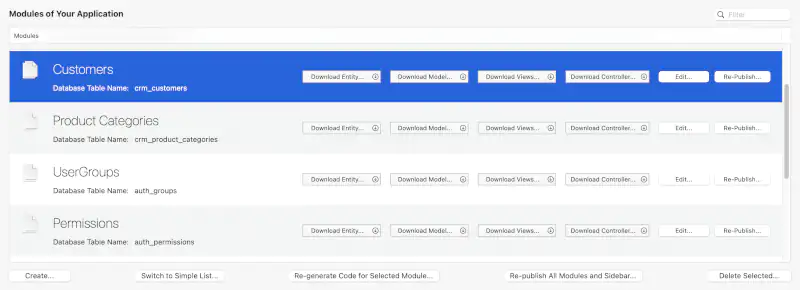 Modules of Your Application
Filter
Modules
Customers
Database Table Name: crm_customers
Download Entity... Download Model... Download Views... Download Controller... Edit... Re-Publish...
Product Categories
Database Table Name: crm_product_categories
Download Entity... Download Model... Download Views... Download Controller... Edit... Re-Publish...
UserGroups
Database Table Name: auth_groups
Download Entity... Download Model... Download Views... Download Controller... Edit... Re-Publish...
Permissions
Database Table Name: auth_permissions
Download Entity... Download Model... Download Views... Download Controller... Edit... Re-Publish...
Create... Switch to Simple List... Re-generate Code for Selected Module... Re-publish All Modules and Sidebar... Delete Selected...